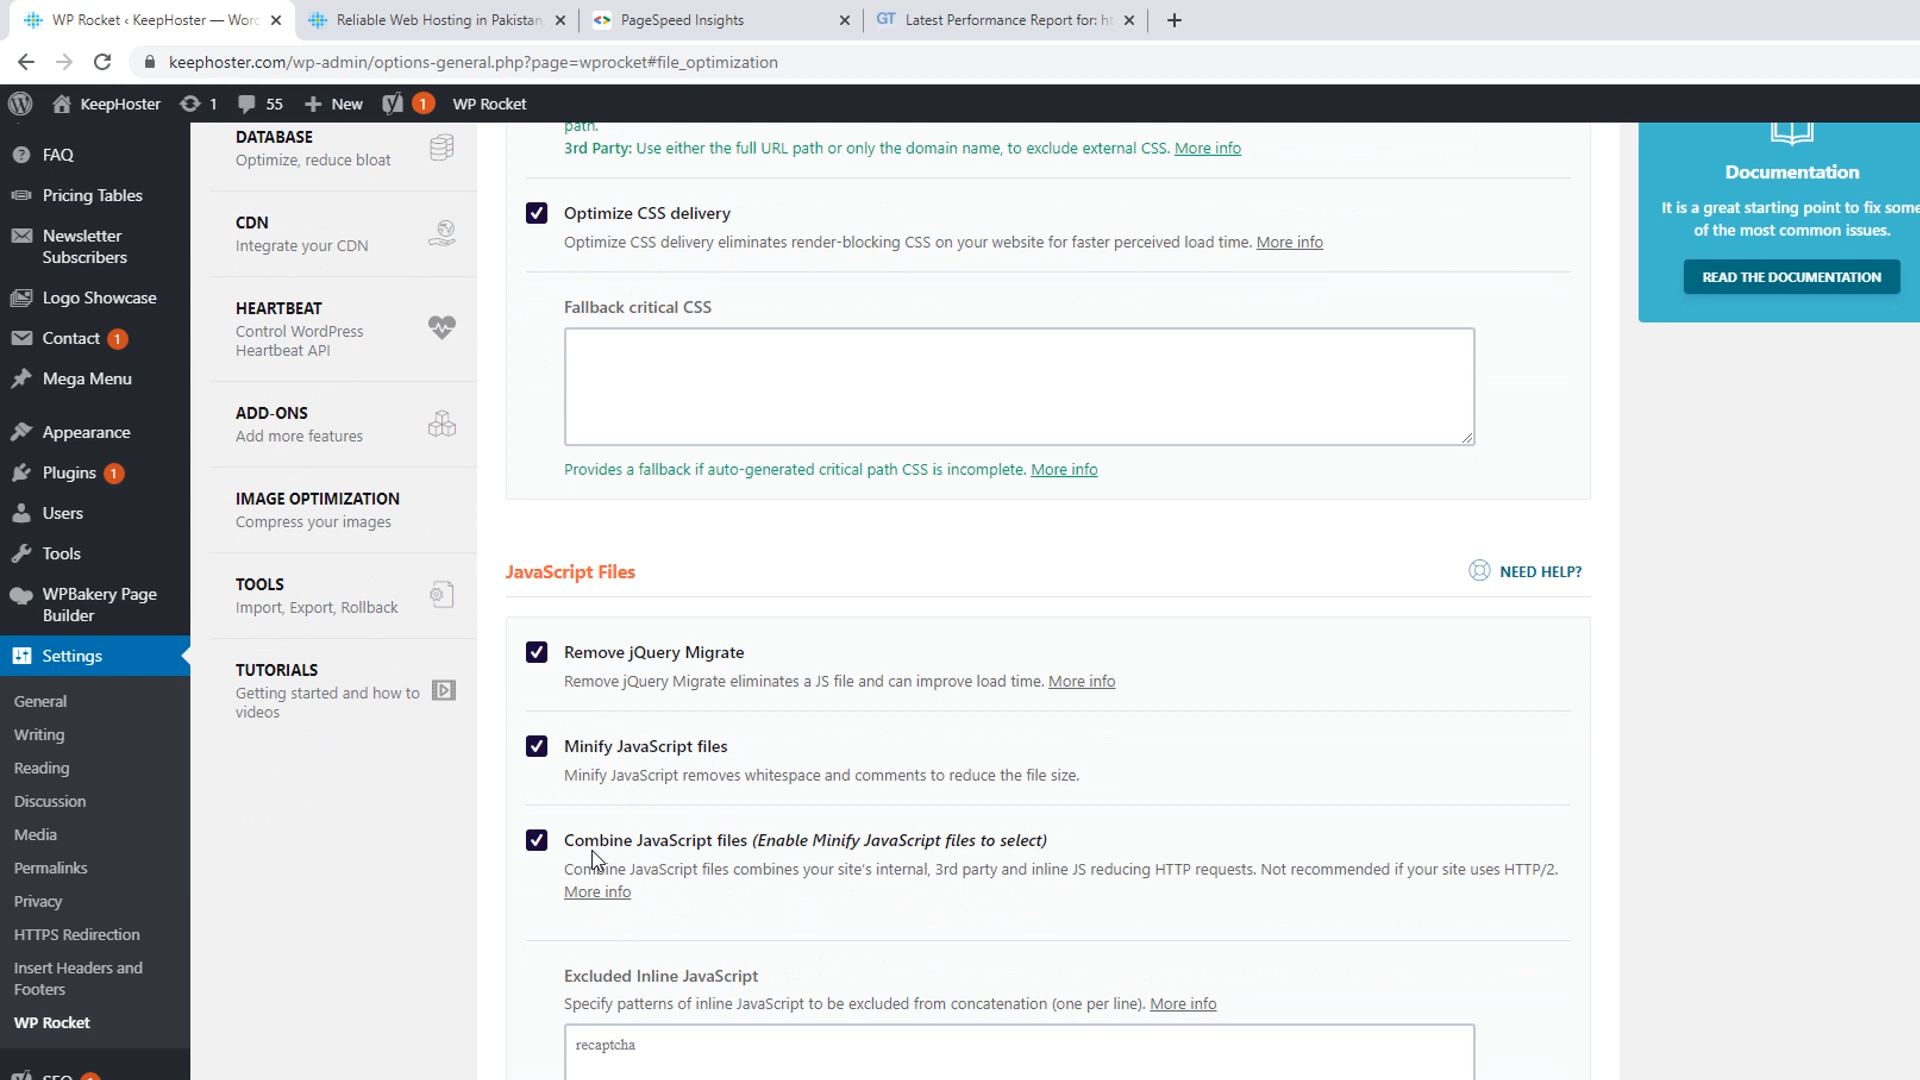 WP Rocket ‹ KeepHoster — Word
Reliable Web Hosting in Pakistan
PageSpeed Insights
GT Latest Performance Report for: ht
keephoster.com/wp-admin/options-general.php?page=wprocket#file_optimization
KeepHoster 1 55 New 1 WP Rocket
FAQ
Pricing Tables
Newsletter
Subscribers
Logo Showcase
Contact 1
Mega Menu
Appearance
Plugins 1
Users
Tools
WPBakery Page
Builder
Settings
General
Writing
Reading
Discussion
Media
Permalinks
Privacy
HTTPS Redirection
Insert Headers and
Footers
WP Rocket
SEO
DATABASE
Optimize, reduce bloat
CDN
Integrate your CDN
HEARTBEAT
Control WordPress
Heartbeat API
ADD-ONS
Add more features
IMAGE OPTIMIZATION
Compress your images
TOOLS
Import, Export, Rollback
TUTORIALS
Getting started and how to
videos
path.
3rd Party: Use either the full URL path or only the domain name, to exclude external CSS. More info
Optimize CSS delivery
Optimize CSS delivery eliminates render-blocking CSS on your website for faster perceived load time. More info
Fallback critical CSS
Provides a fallback if auto-generated critical path CSS is incomplete. More info
JavaScript Files
NEED HELP?
Remove jQuery Migrate
Remove jQuery Migrate eliminates a JS file and can improve load time. More info
Minify JavaScript files
Minify JavaScript removes whitespace and comments to reduce the file size.
Combine JavaScript files (Enable Minify JavaScript files to select)
Combine JavaScript files combines your site's internal, 3rd party and inline JS reducing HTTP requests. Not recommended if your site uses HTTP/2.
More info
Excluded Inline JavaScript
Specify patterns of inline JavaScript to be excluded from concatenation (one per line). More info
recaptcha
Documentation
It is a great starting point to fix some
of the most common issues.
READ THE DOCUMENTATION